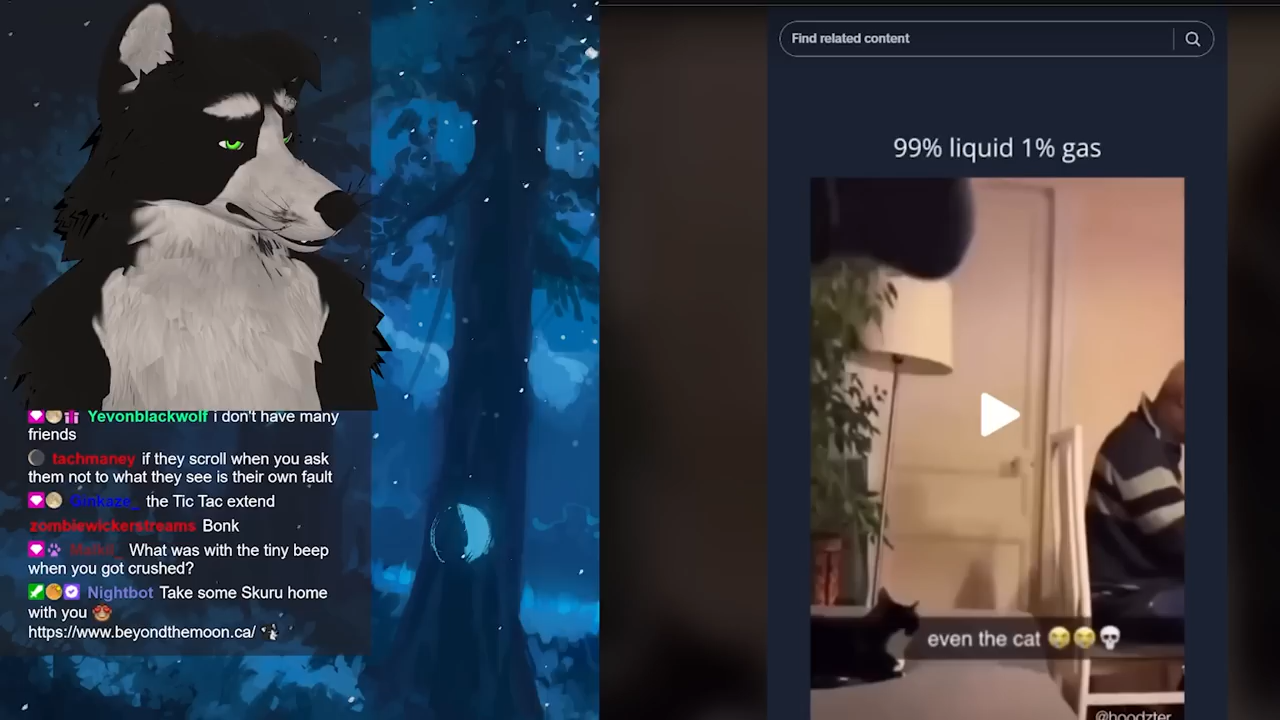 Yevonblackwolf i don't have many
friends
tachmaney if they scroll when you ask
them not to what they see is their own fault
the Tic Tac extend
zombiewickerstreams Bonk
What was with the tiny beep
when you got crushed?
Nightbot Take some Skuru home
with you 😍
https://www.beyondthemoon.ca/
Find related content
99% liquid 1% gas
even the cat 😭😭💀
@hoodzter